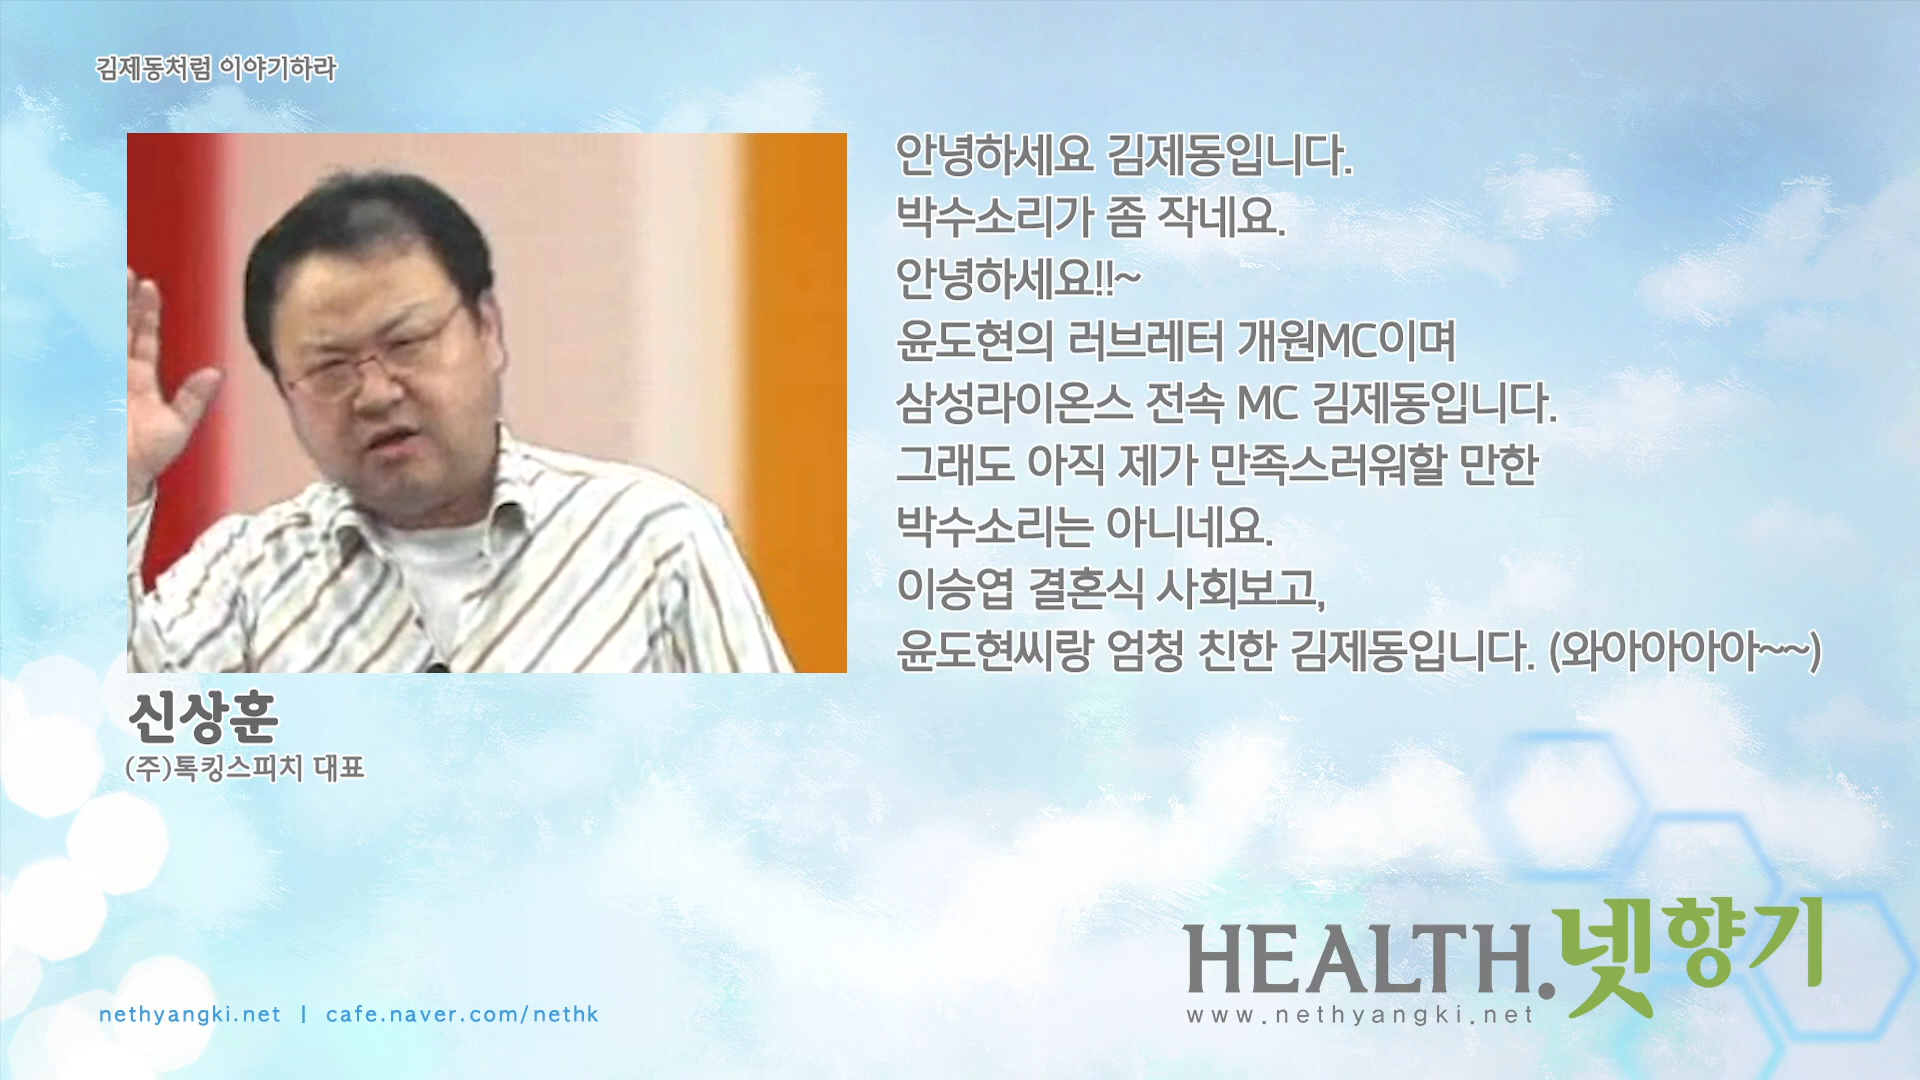 김제동처럼 이야기하라
안녕하세요 김제동입니다.
박수소리가 좀 작네요.
안녕하세요!!~
윤도현의 러브레터 개원MC이며
삼성라이온스 전속 MC 김제동입니다.
그래도 아직 제가 만족스러워할 만한
박수소리는 아니네요.
이승엽 결혼식 사회보고,
윤도현씨랑 엄청 친한 김제동입니다. (와아아아아~~)
신상훈
(주)톡킹스피치 대표
HEALTH.넷향기
www.nethyangki.net
nethyangki.net | cafe.naver.com/nethk